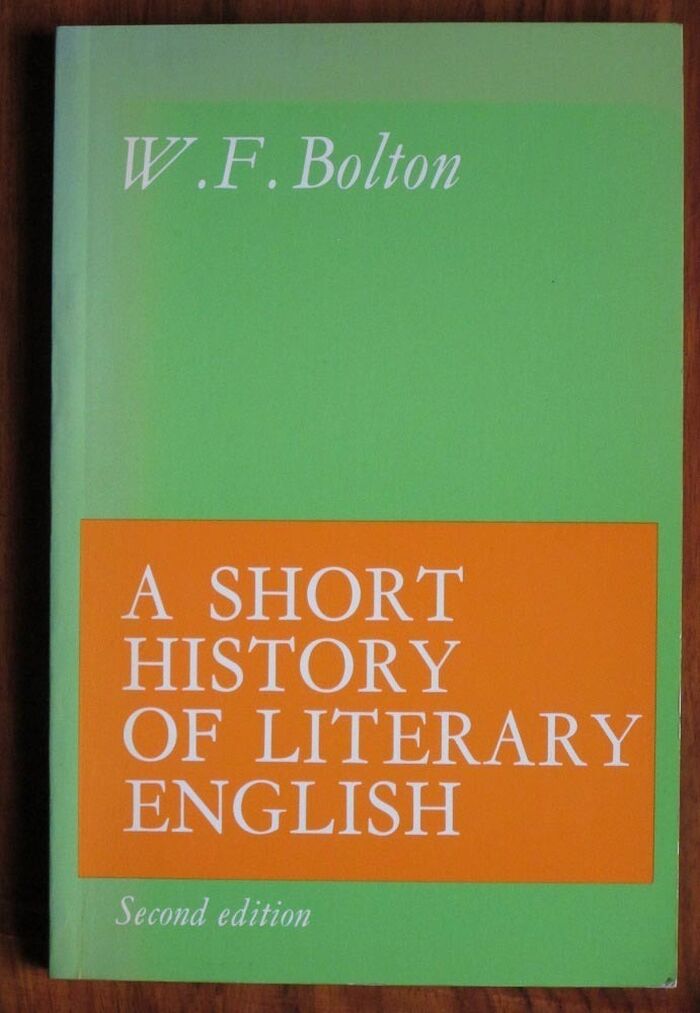 W.F. Bolton
A SHORT
HISTORY
OF LITERARY
ENGLISH
Second edition